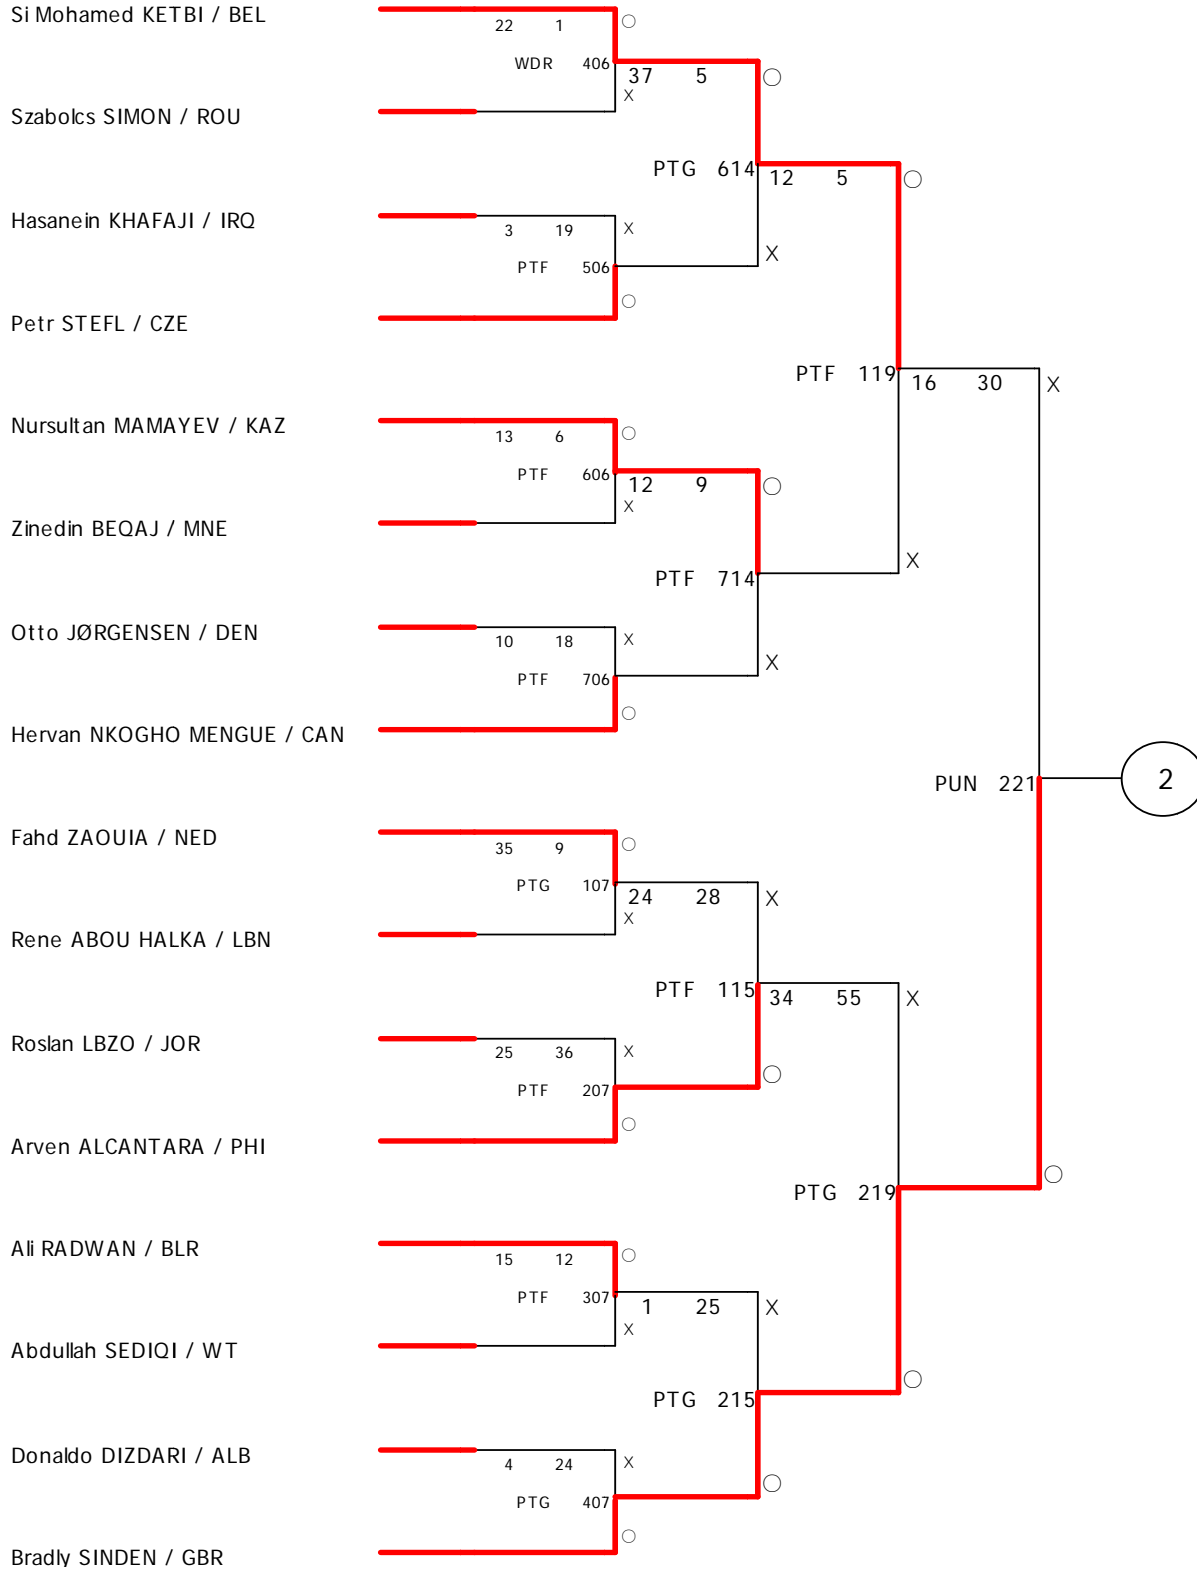 Si Mohamed KETBI / BEL
22 1
WDR 406
37 5
X
Szabolcs SIMON / ROU
PTG 614
12 5
Hasanein KHAFAJI / IRQ
3 19
X
PTF 506
X
Petr STEFL / CZE
PTF 119
16 30
X
Nursultan MAMAYEV / KAZ
13 6
PTF 606
12 9
X
Zinedin BEQAJ / MNE
X
PTF 714
Otto JØRGENSEN / DEN
10 18
X
PTF 706
X
Hervan NKOGHO MENGUE / CAN
PUN 221
2
Fahd ZAOUIA / NED
35 9
PTG 107
24 28
X
X
Rene ABOU HALKA / LBN
PTF 115
34 55
X
Roslan LBZO / JOR
25 36
X
PTF 207
Arven ALCANTARA / PHI
PTG 219
Ali RADWAN / BLR
15 12
PTF 307
1 25
X
X
Abdullah SEDIQI / WT
PTG 215
Donaldo DIZDARI / ALB
4 24
X
PTG 407
Bradly SINDEN / GBR